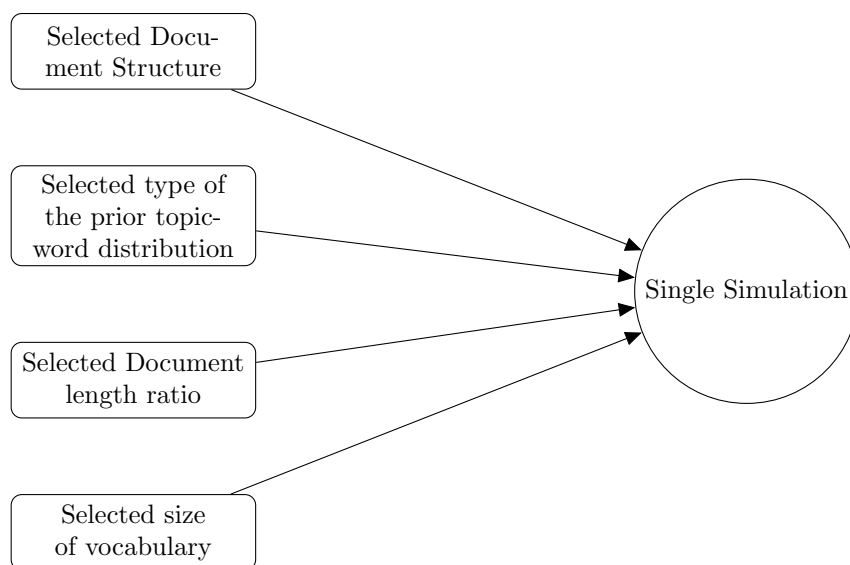 Selected Docu-
ment Structure
Selected type of
the prior topic-
word distribution
Single Simulation
Selected Document
length ratio
Selected size
of vocabulary